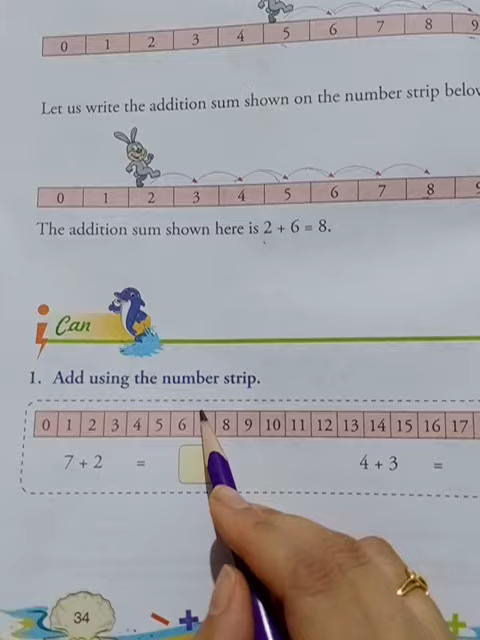 0 1 2 3 4 5 6 7 8 9
Let us write the addition sum shown on the number strip
0 1 2 3 4 5 6 7 8
The addition sum shown here is 2 + 6 = 8.
i Can
1. Add using the number strip.
0 1 2 3 4 5 6 8 9 10 11 12 13 14 15 16 17
7 + 2 = 4 + 3 =
34